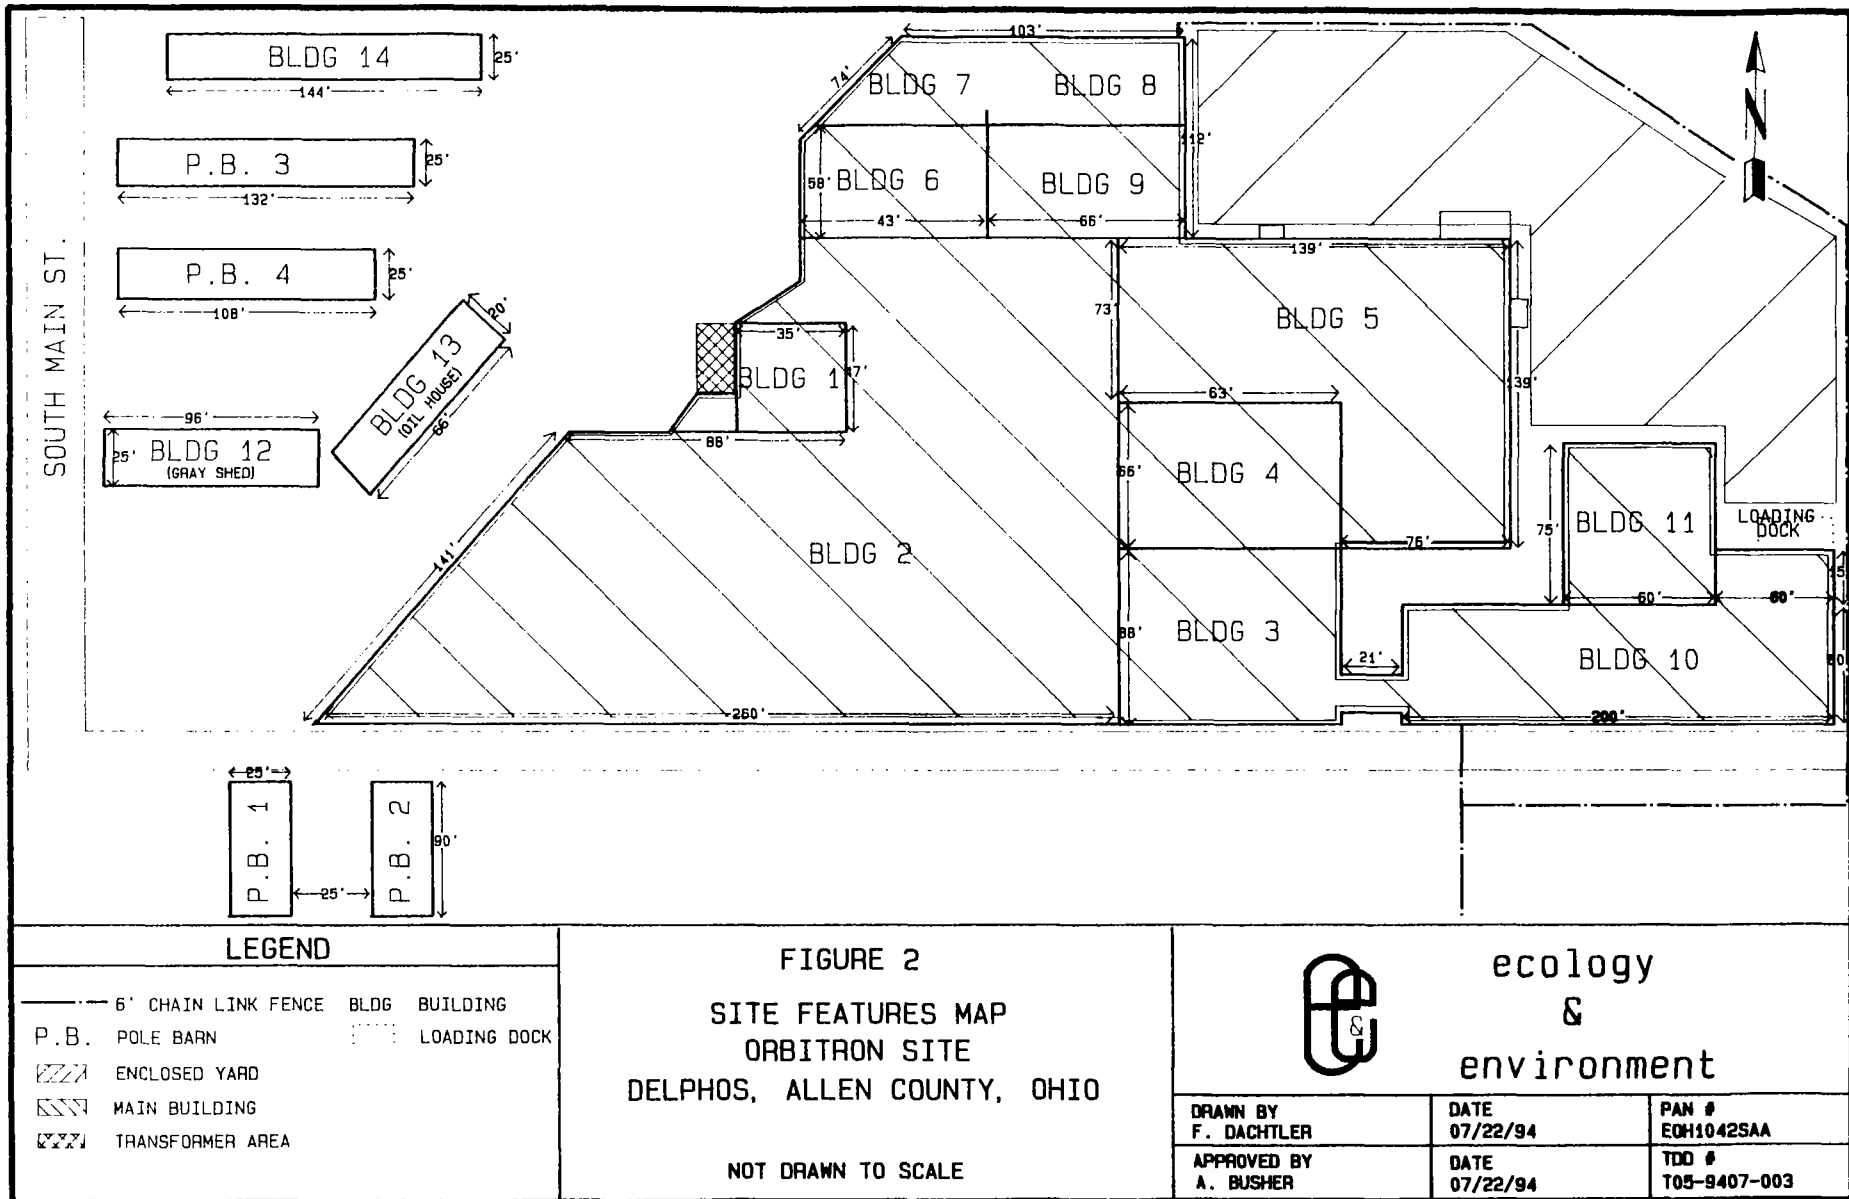 103'
BLDG 14
25'
144'
74'
BLDG 7
BLDG 8
N
112'
P.B. 3
25'
132'
58'
BLDG 6
BLDG 9
43'
66'
SOUTH MAIN ST.
P.B. 4
25'
108'
139'
73'
BLDG 5
20'
BLDG 13
(OIL HOUSE)
66'
35'
BLDG 1
47'
139'
63'
96'
25'
BLDG 12
(GRAY SHED)
88'
66'
BLDG 4
76'
75'
BLDG 11
LOADING
DOCK
141'
BLDG 2
60'
60'
88'
BLDG 3
21'
BLDG 10
260'
200'
25'
P.B. 1
P.B. 2
90'
25'
LEGEND
6' CHAIN LINK FENCE BLDG BUILDING
P.B. POLE BARN LOADING DOCK
ENCLOSED YARD
MAIN BUILDING
TRANSFORMER AREA
FIGURE 2
SITE FEATURES MAP
ORBITRON SITE
DELPHOS, ALLEN COUNTY, OHIO
NOT DRAWN TO SCALE
&
ecology
&
environment
DRAWN BY
F. DACHTLER
DATE
07/22/94
PAN #
EOH1042SAA
APPROVED BY
A. BUSHER
DATE
07/22/94
TDD #
T05-9407-003